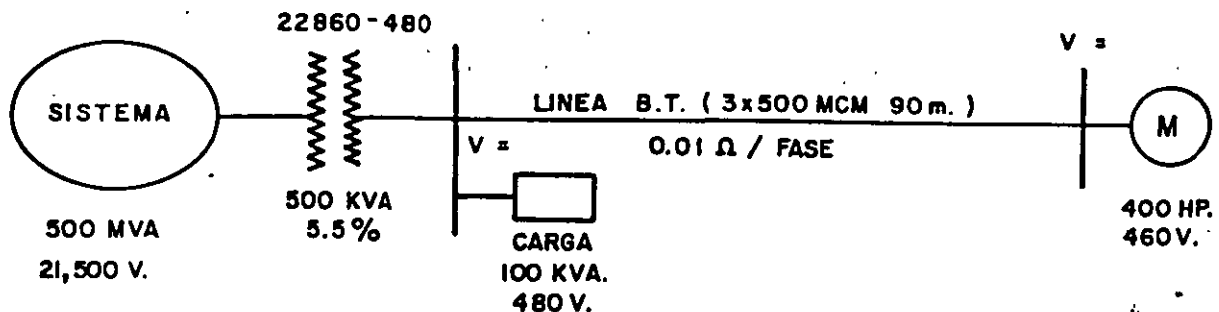 22860-480
SISTEMA
500 MVA
21,500 V.
500 KVA
5.5%
V =
CARGA
100 KVA.
480 V.
LINEA B.T. ( 3x500 MCM 90 m. )
0.01 Ω / FASE
V =
M
400 HP.
460 V.